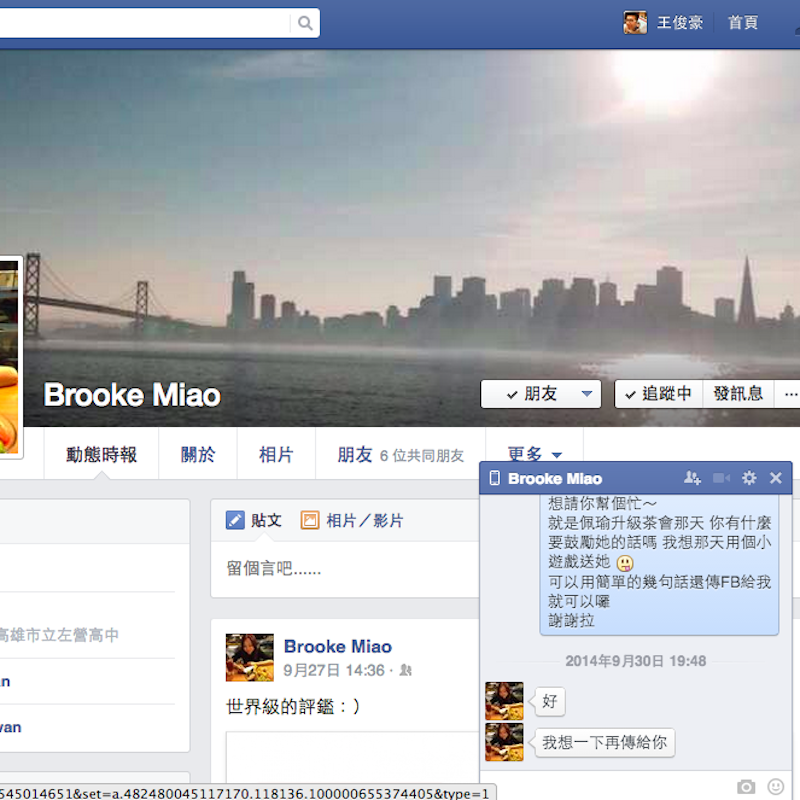 王俊豪 首頁
Brooke Miao
朋友 追蹤中 發訊息 ...
動態時報 關於 相片 朋友 6 位共同朋友 更多
Brooke Miao
想請你幫個忙～
就是佩瑜升級茶會那天 你有什麼
要鼓勵她的話嗎 我想那天用個小
遊戲送她
可以用簡單的幾句話還傳FB給我
就可以囉
謝謝拉
2014年9月30日 19:48
好
我想一下再傳給你
貼文 相片／影片
留個言吧......
Brooke Miao
9月27日 14:36 ·
世界級的評鑑：）
高雄市立左營高中
an
wan
545014651&set=a.482480045117170.118136.100000655374405&type=1